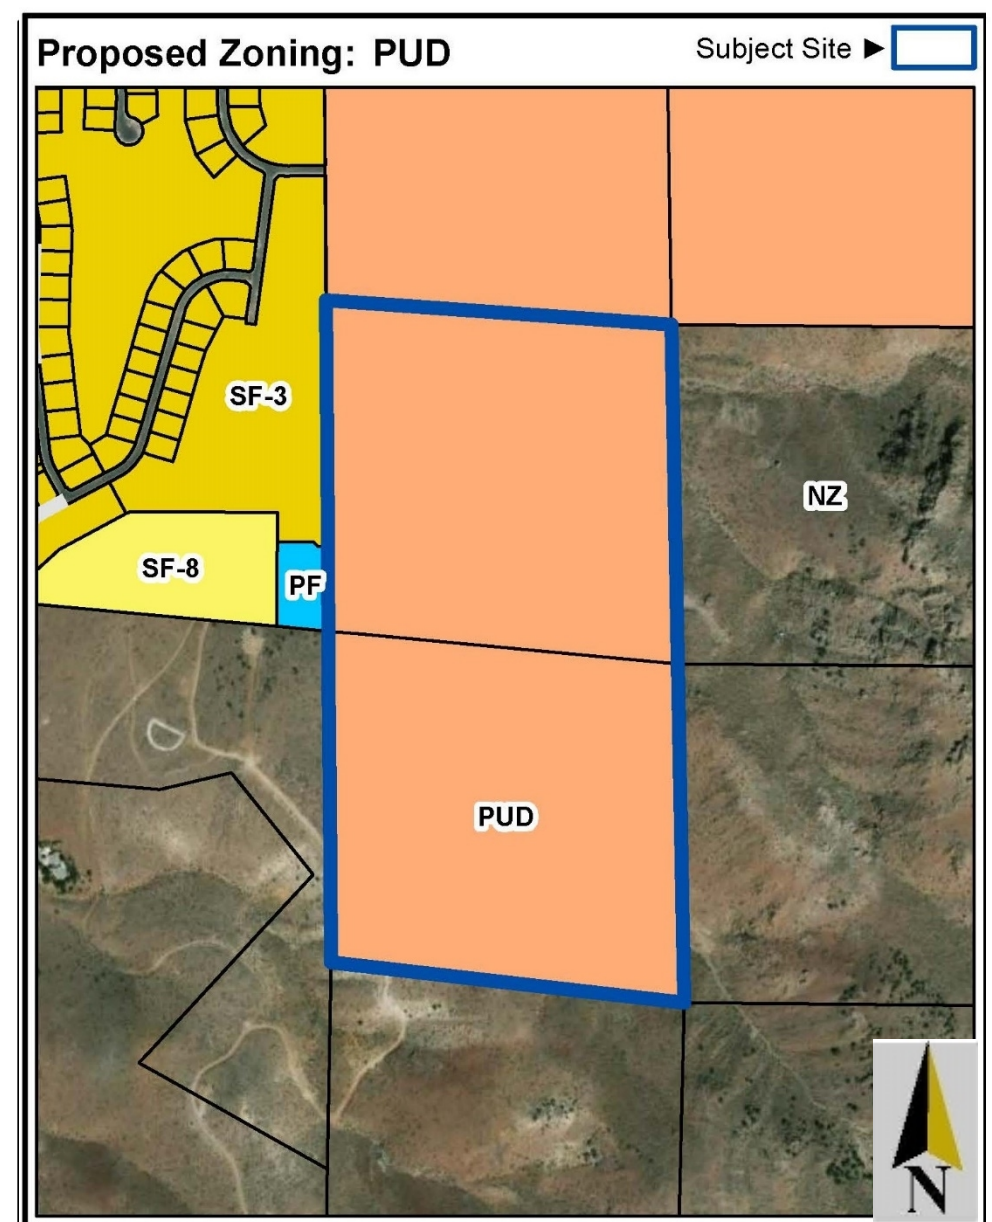 Proposed Zoning: PUD
Subject Site ►
SF-3
NZ
SF-8
PF
PUD
N